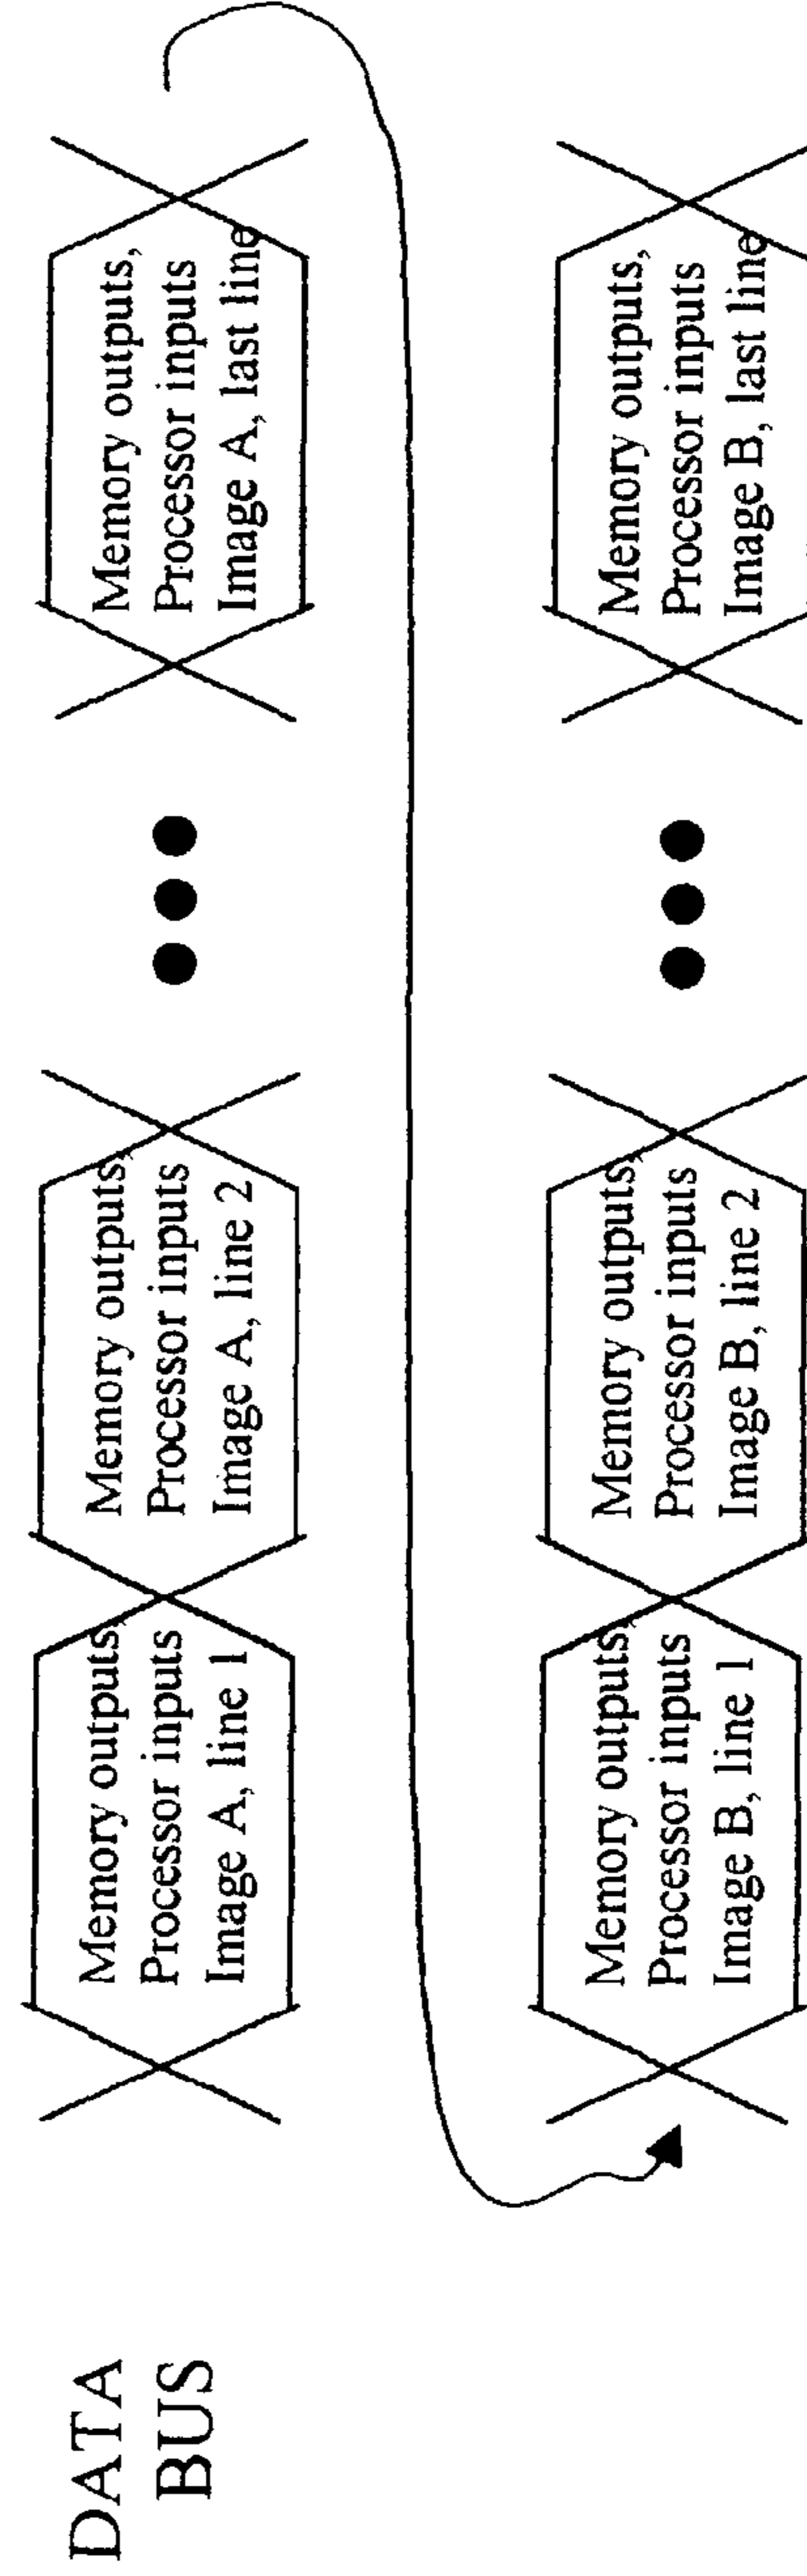 DATA
BUS
Memory outputs,
Processor inputs
Image A, line 1
Memory outputs,
Processor inputs
Image A, line 2
Memory outputs,
Processor inputs
Image A, last line
Memory outputs,
Processor inputs
Image B, line 1
Memory outputs,
Processor inputs
Image B, line 2
Memory outputs,
Processor inputs
Image B, last line